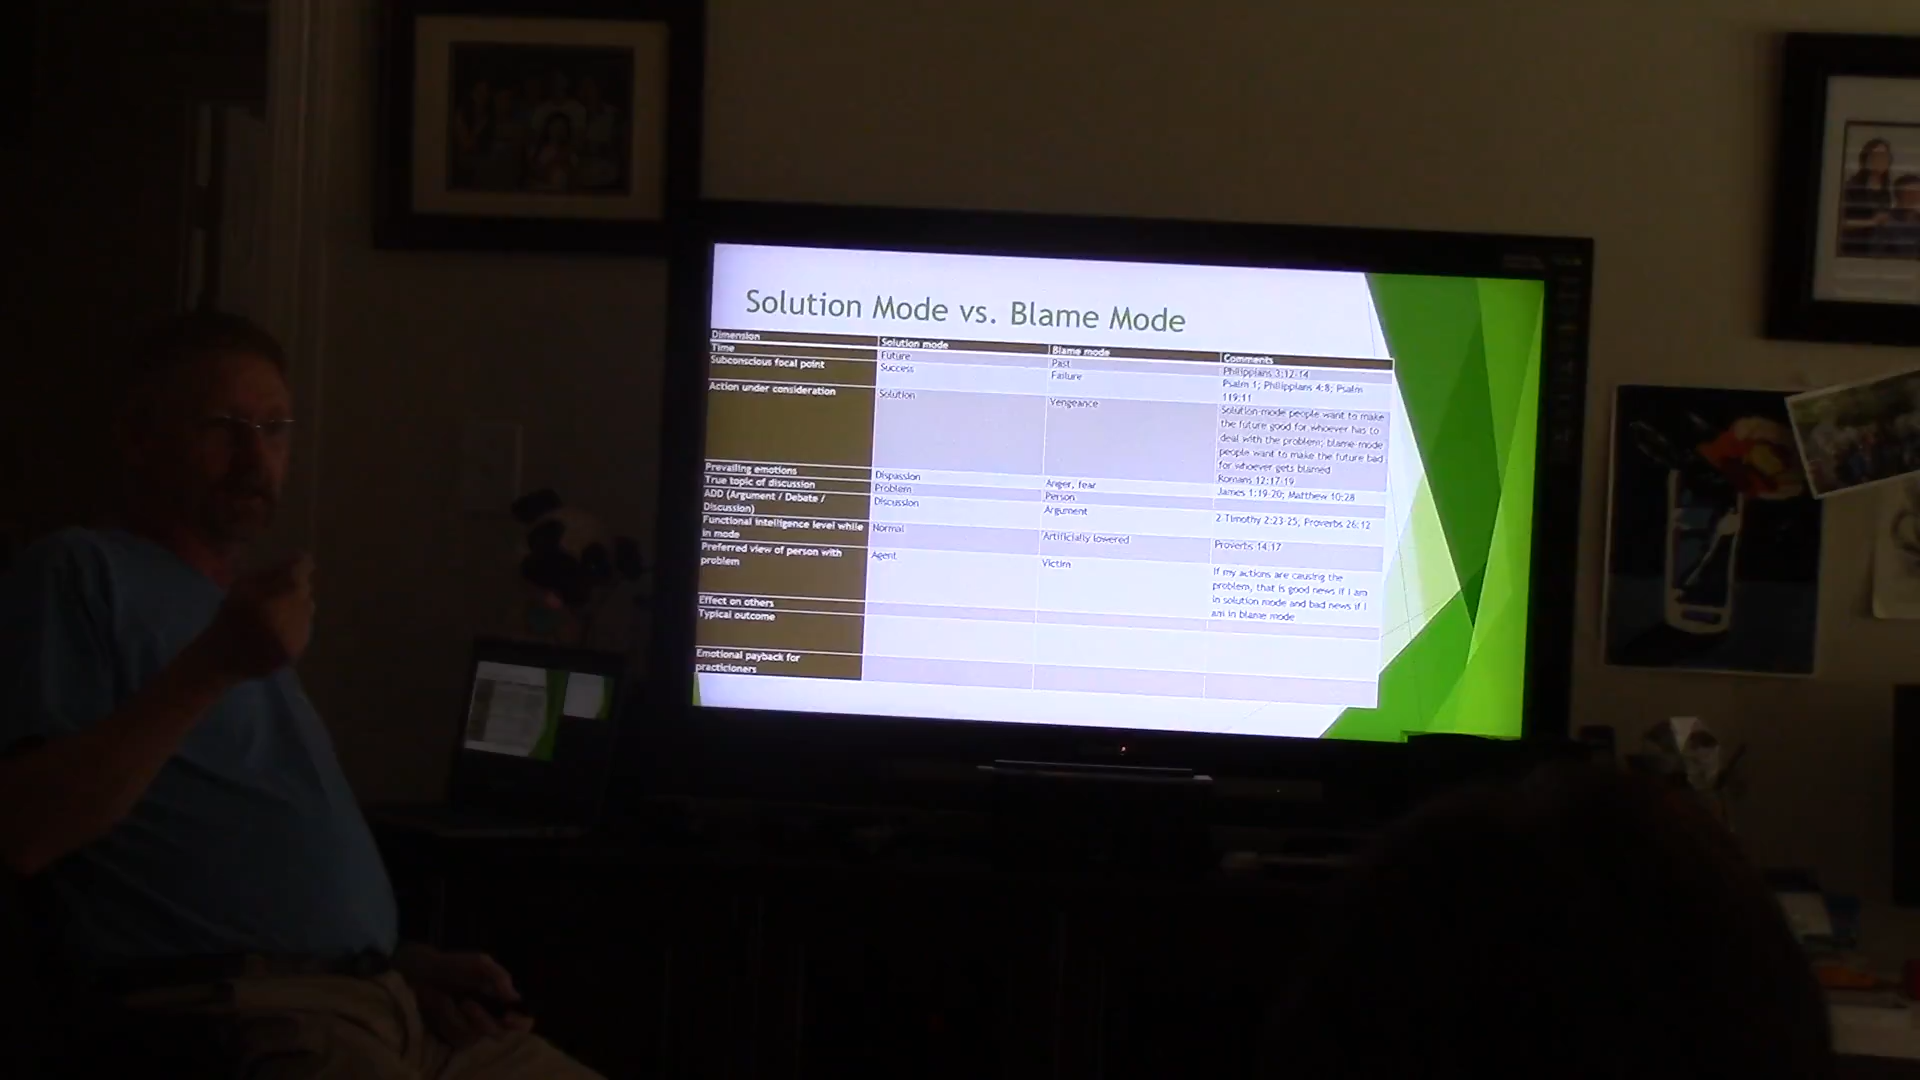 Solution Mode vs. Blame Mode
Dimension Solution mode Blame mode Comments
Time Future Past Philippians 3:12-14
Subconscious focal point Success Failure Psalm 1; Philippians 4:8; Psalm
119:11
Action under consideration Solution Vengeance Solution-mode people want to make
the future good for whoever has to
deal with the problem; blame-mode
people want to make the future bad
for whoever gets blamed
Romans 12:17-19
Prevailing emotions Dispassion Anger, fear James 1:19-20; Matthew 10:28
True topic of discussion Problem Person
ADD (Argument / Debate / Discussion Argument 2 Timothy 2:23-25, Proverbs 26:12
Discussion)
Functional intelligence level while Normal Artificially lowered Proverbs 14:17
in mode
Preferred view of person with Agent Victim If my actions are causing the
problem problem, that is good news if I am
in solution mode and bad news if I
am in blame mode
Effect on others
Typical outcome
Emotional payback for
practicioners